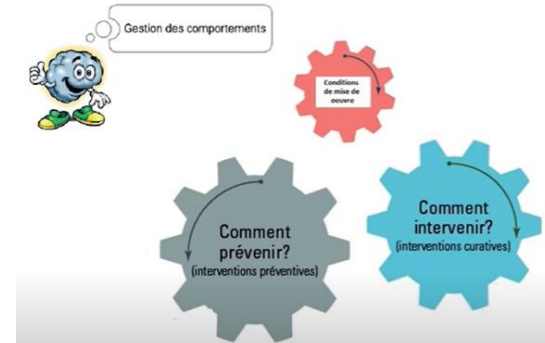 Gestion des comportements
Conditions
de mise de
oeuvre
Comment
prévenir?
(interventions préventives)
Comment
intervenir?
(interventions curatives)